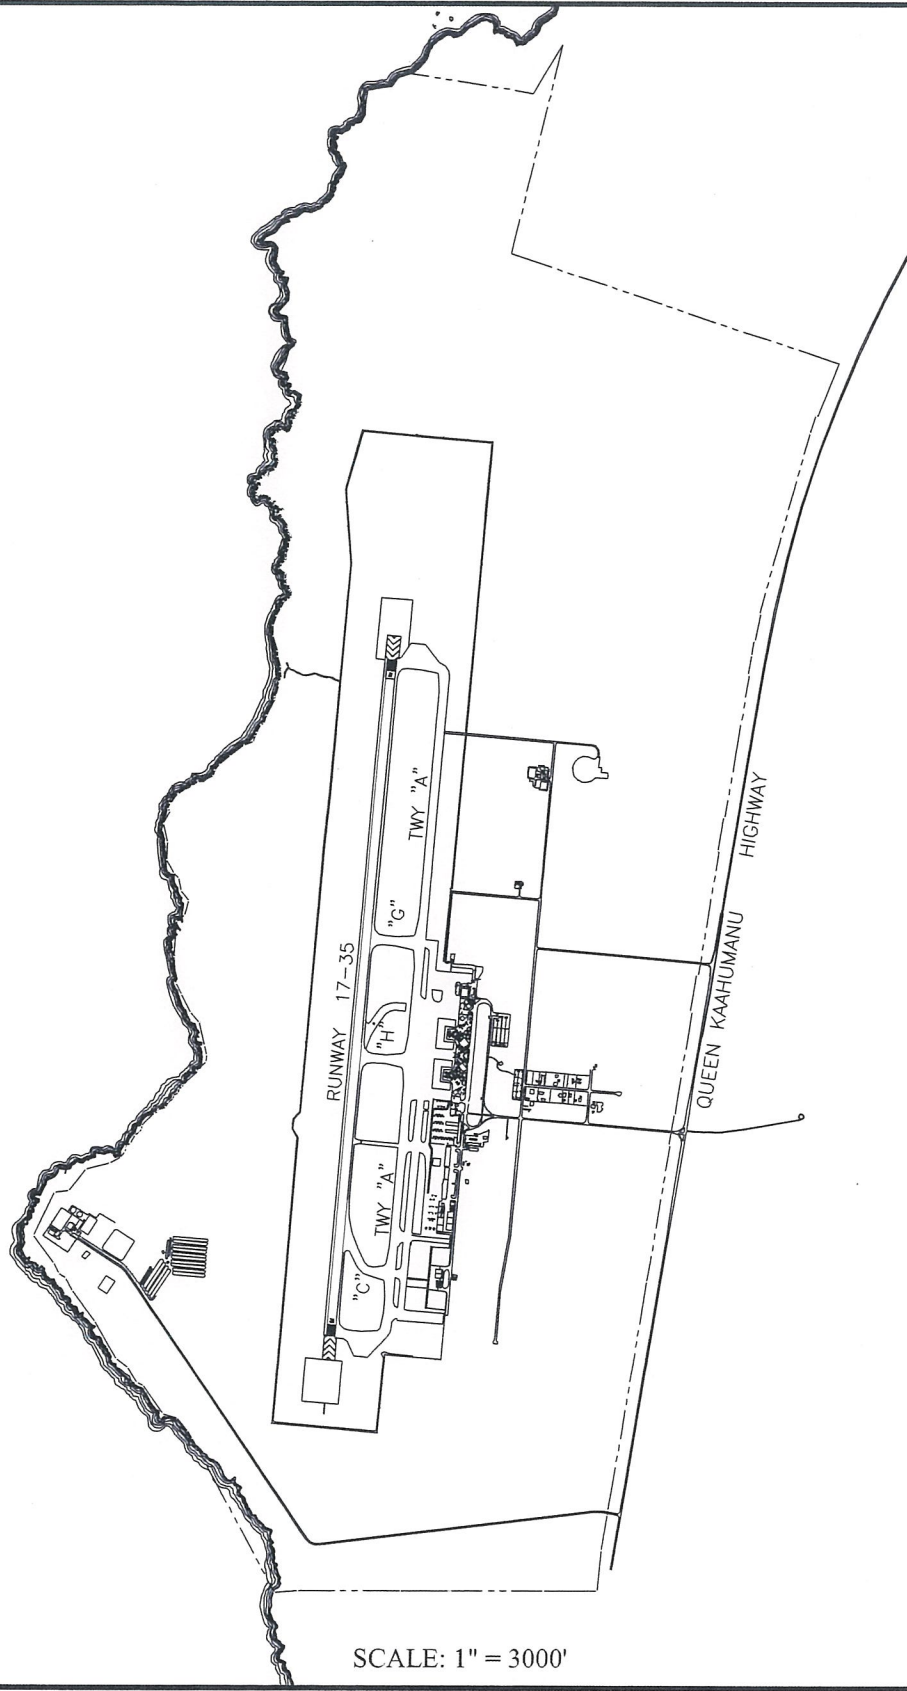 TWY "A"
HIGHWAY
"G"
RUNWAY 17-35
QUEEN KAAHUMANU
"H"
TWY "A"
"C"
SCALE: 1" = 3000'